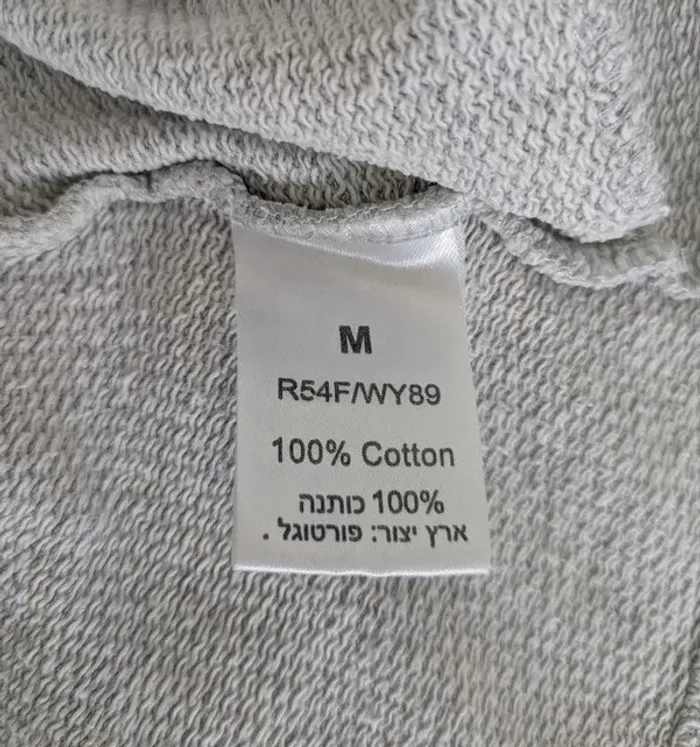 M
R54F/WY89
100% Cotton
100% כותנה
ארץ יצור: פורטוגל .